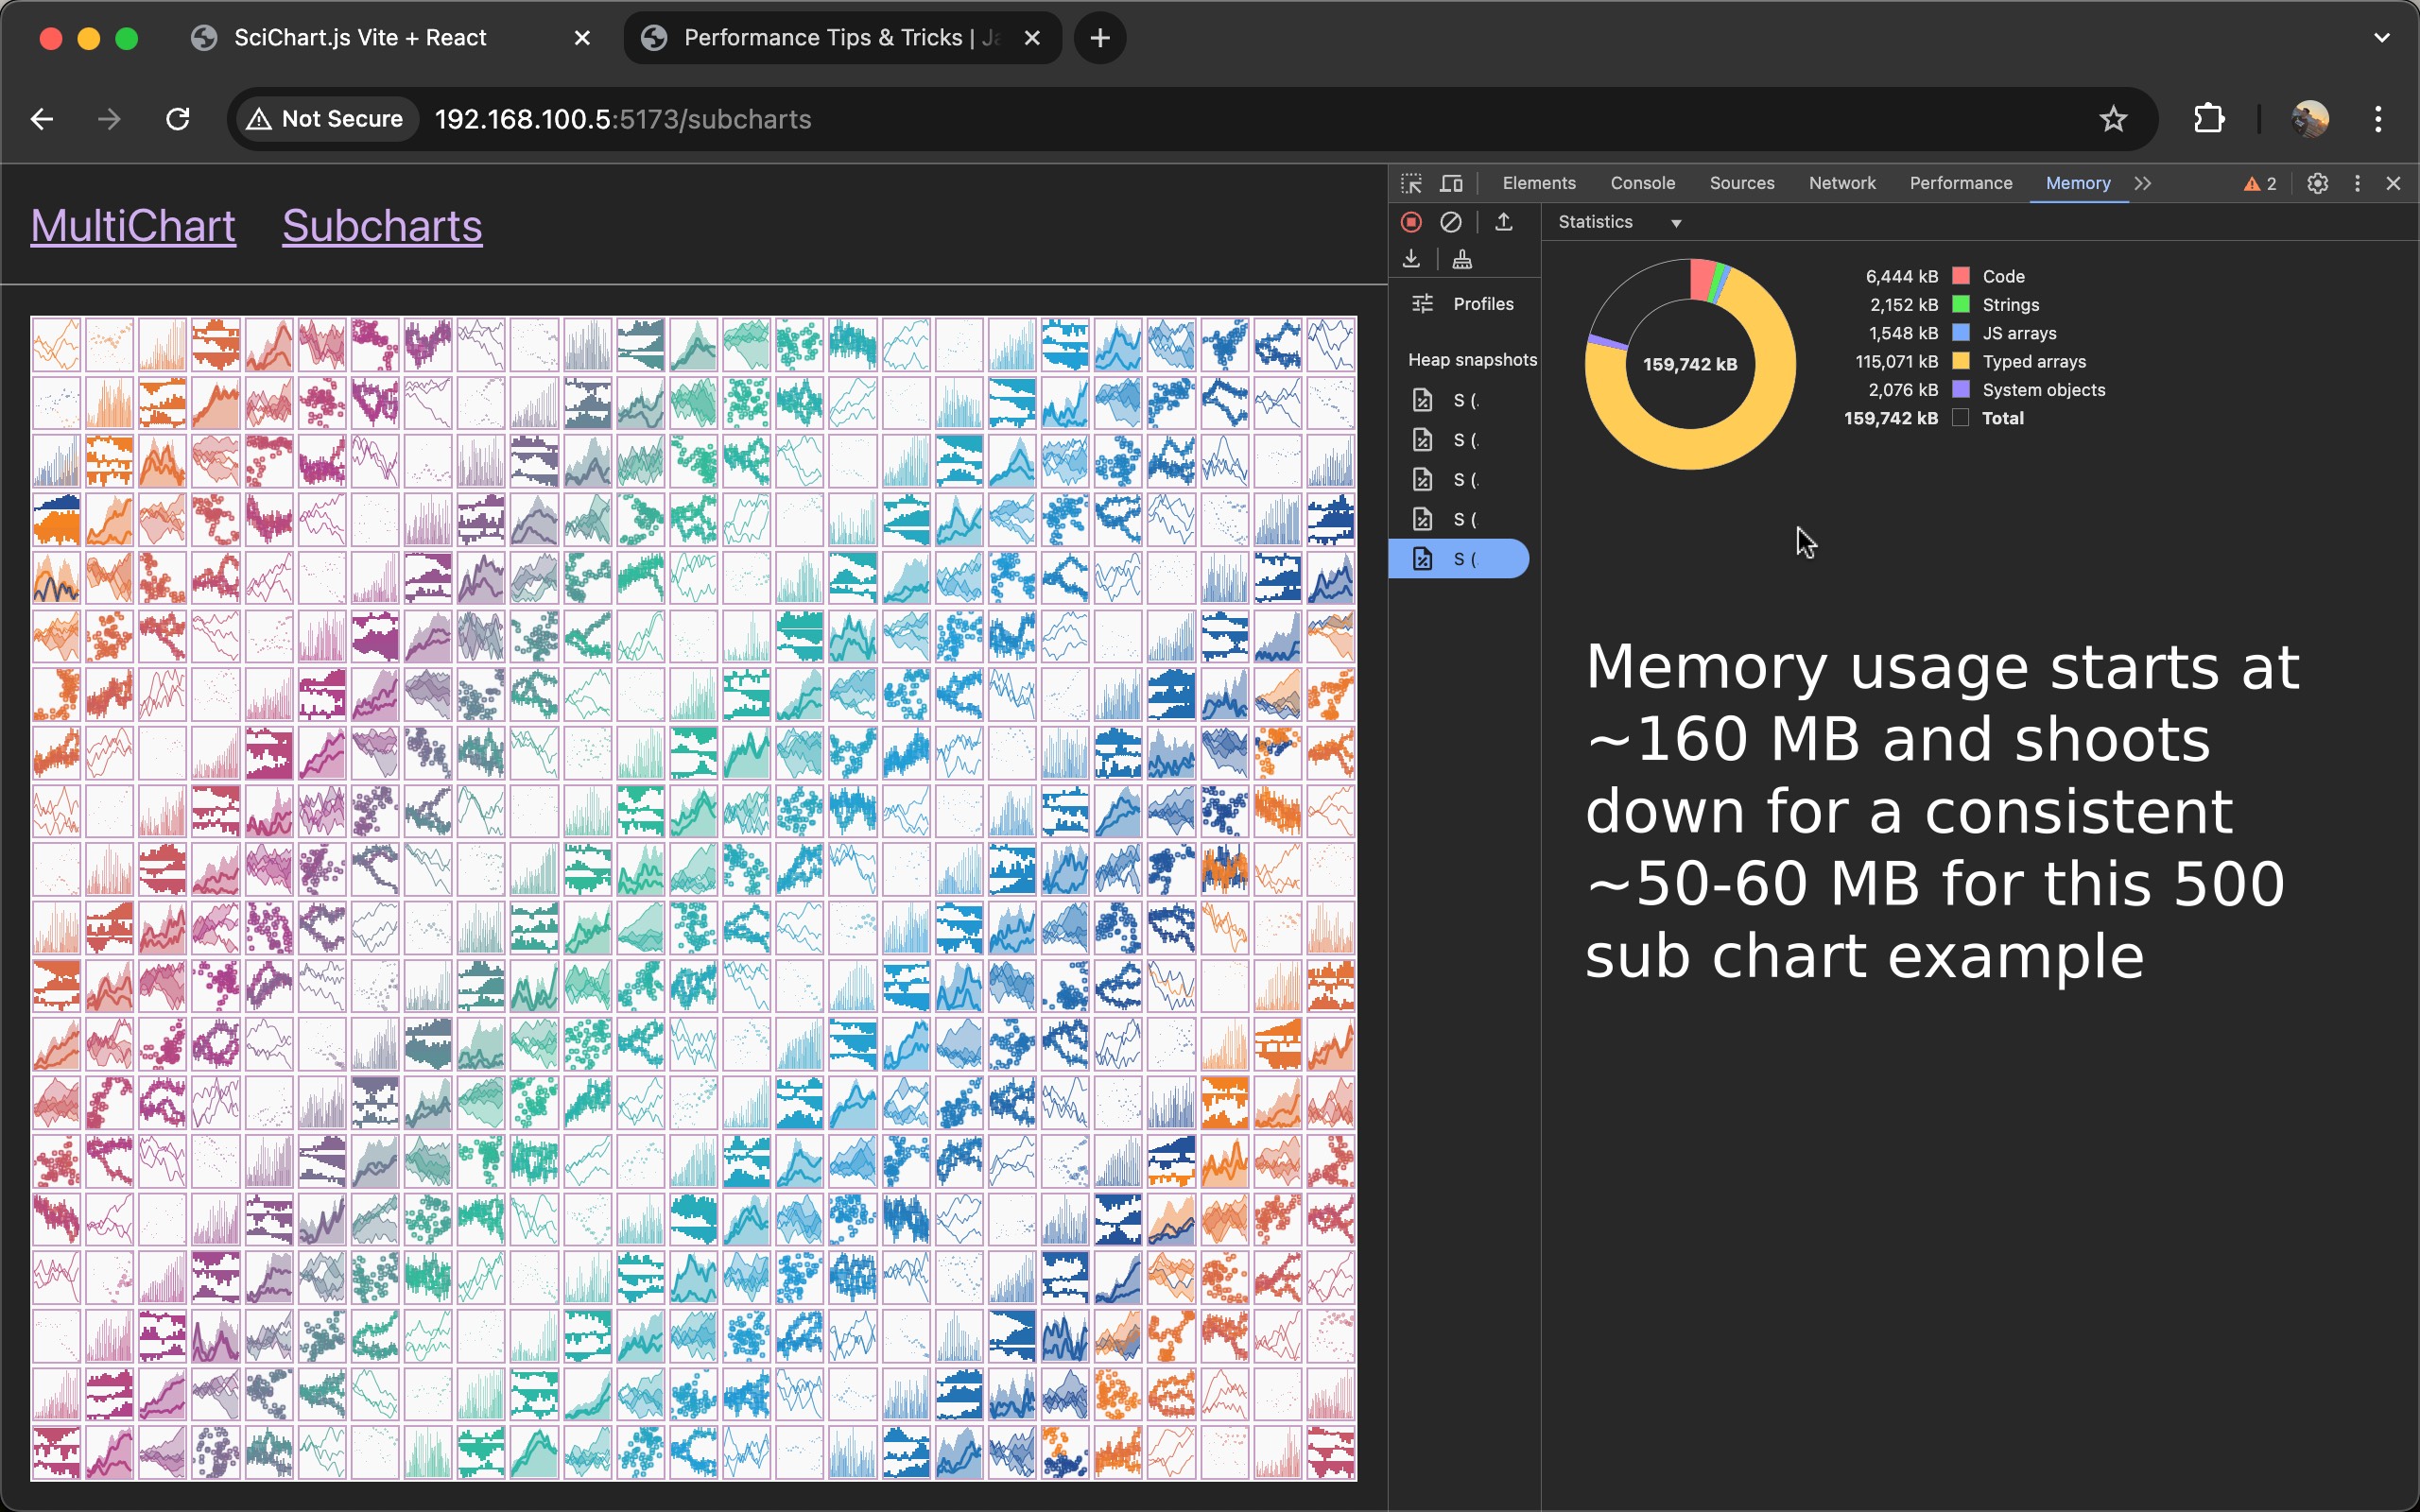 SciChart.js Vite + React
Performance Tips & Tricks | Ja
Not Secure
192.168.100.5:5173/subcharts
MultiChart Subcharts
Elements Console Sources Network Performance Memory 2
Statistics
Profiles
Heap snapshots
S (.
S (.
S (.
S (.
S (.
159,742 kB
6,444 kB Code
2,152 kB Strings
1,548 kB JS arrays
115,071 kB Typed arrays
2,076 kB System objects
159,742 kB Total
Memory usage starts at
~160 MB and shoots
down for a consistent
~50-60 MB for this 500
sub chart example